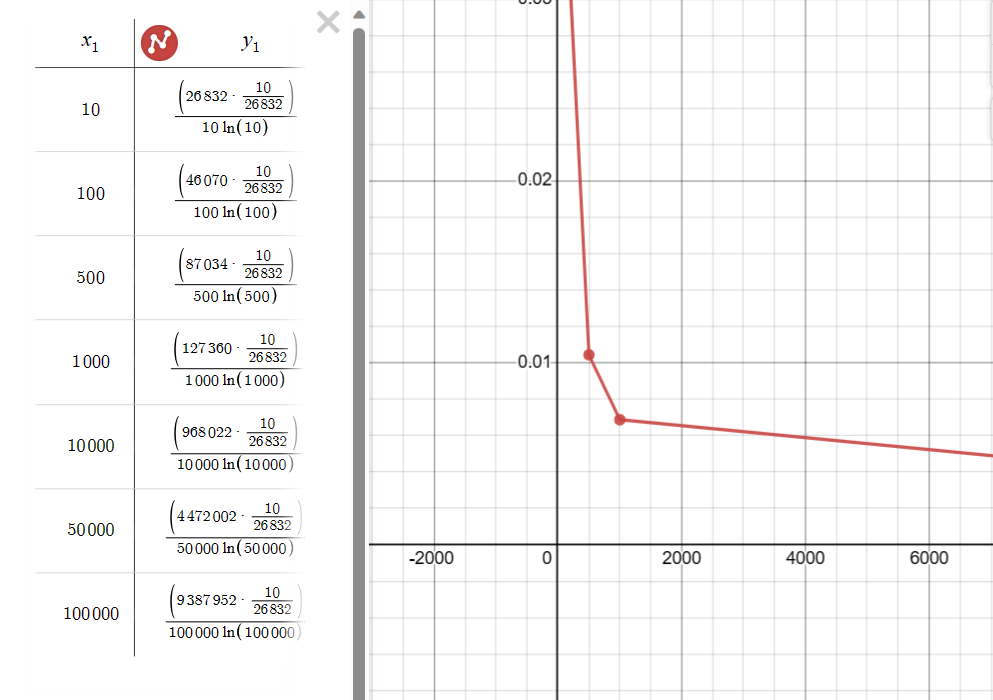 x₁ y₁
10 (26832 · 10/26832) / 10 ln(10)
100 (46070 · 10/26832) / 100 ln(100)
500 (87034 · 10/26832) / 500 ln(500)
1000 (127360 · 10/26832) / 1000 ln(1000)
10000 (968022 · 10/26832) / 10000 ln(10000)
50000 (4472002 · 10/26832) / 50000 ln(50000)
100000 (9387952 · 10/26832) / 100000 ln(100000)
0.02
0.01
-2000 0 2000 4000 6000